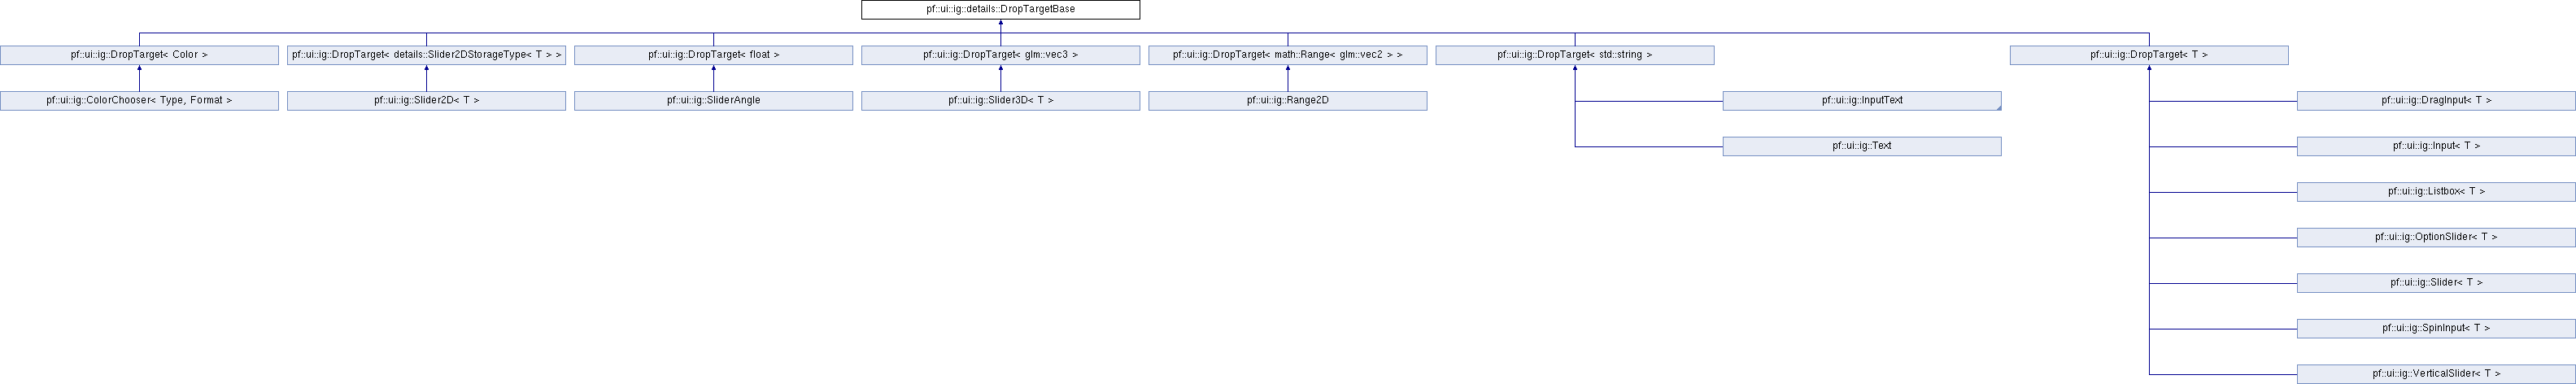 pf::ui::ig::details::DropTargetBase
pf::ui::ig::DropTarget< Color >
pf::ui::ig::DropTarget< details::Slider2DStorageType< T > >
pf::ui::ig::DropTarget< float >
pf::ui::ig::DropTarget< glm::vec3 >
pf::ui::ig::DropTarget< math::Range< glm::vec2 > >
pf::ui::ig::DropTarget< std::string >
pf::ui::ig::DropTarget< T >
pf::ui::ig::ColorChooser< Type, Format >
pf::ui::ig::Slider2D< T >
pf::ui::ig::SliderAngle
pf::ui::ig::Slider3D< T >
pf::ui::ig::Range2D
pf::ui::ig::InputText
pf::ui::ig::DragInput< T >
pf::ui::ig::Text
pf::ui::ig::Input< T >
pf::ui::ig::Listbox< T >
pf::ui::ig::OptionSlider< T >
pf::ui::ig::Slider< T >
pf::ui::ig::SpinInput< T >
pf::ui::ig::VerticalSlider< T >